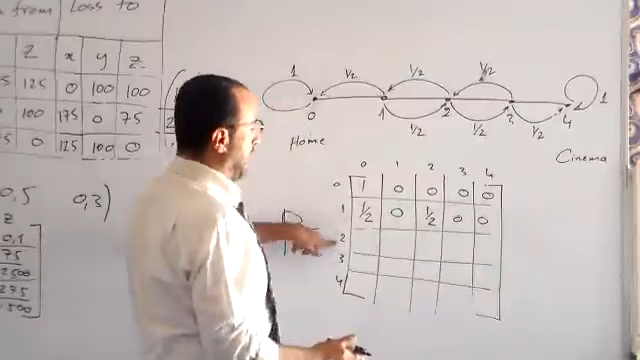 from Loss to
Z x y z
125 0 100 100
100 175 0 75
0 125 100 0
0,5 0,3)
z
0,1
75
2500
275
500
1 1/2 1/2 1/2 1
0 1 2 3 4
1/2 1/2 1/2
Home
Cinema
0 1 2 3 4
0 1 0 0 0 0
1 1/2 0 1/2 0 0
2
3
4